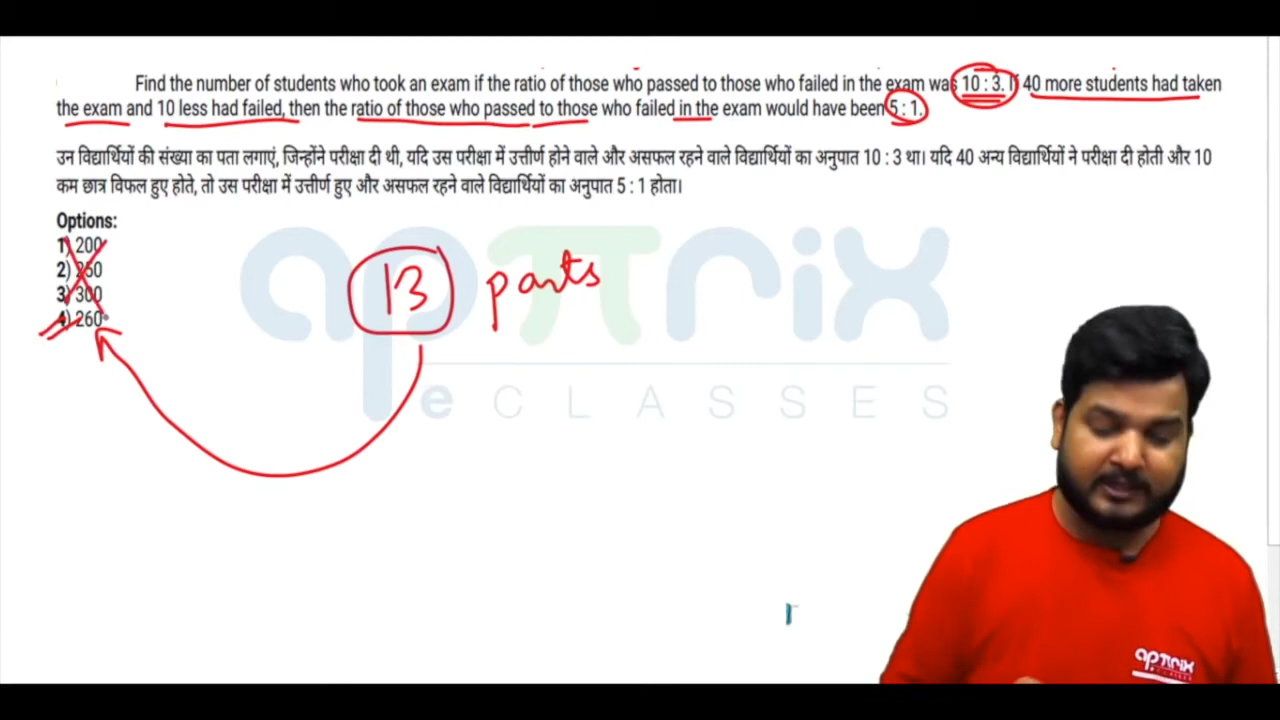 Find the number of students who took an exam if the ratio of those who passed to those who failed in the exam was 10 : 3. If 40 more students had taken
the exam and 10 less had failed, then the ratio of those who passed to those who failed in the exam would have been 5 : 1.
उन विद्यार्थियों की संख्या का पता लगाएं, जिन्होंने परीक्षा दी थी, यदि उस परीक्षा में उत्तीर्ण होने वाले और असफल रहने वाले विद्यार्थियों का अनुपात 10 : 3 था। यदि 40 अन्य विद्यार्थियों ने परीक्षा दी होती और 10
कम छात्र विफल हुए होते, तो उस परीक्षा में उत्तीर्ण हुए और असफल रहने वाले विद्यार्थियों का अनुपात 5 : 1 होता।
Options:
1) 200
2) 250
3) 300
4) 260
13 parts
apπrix
e CLASSES
apπrix